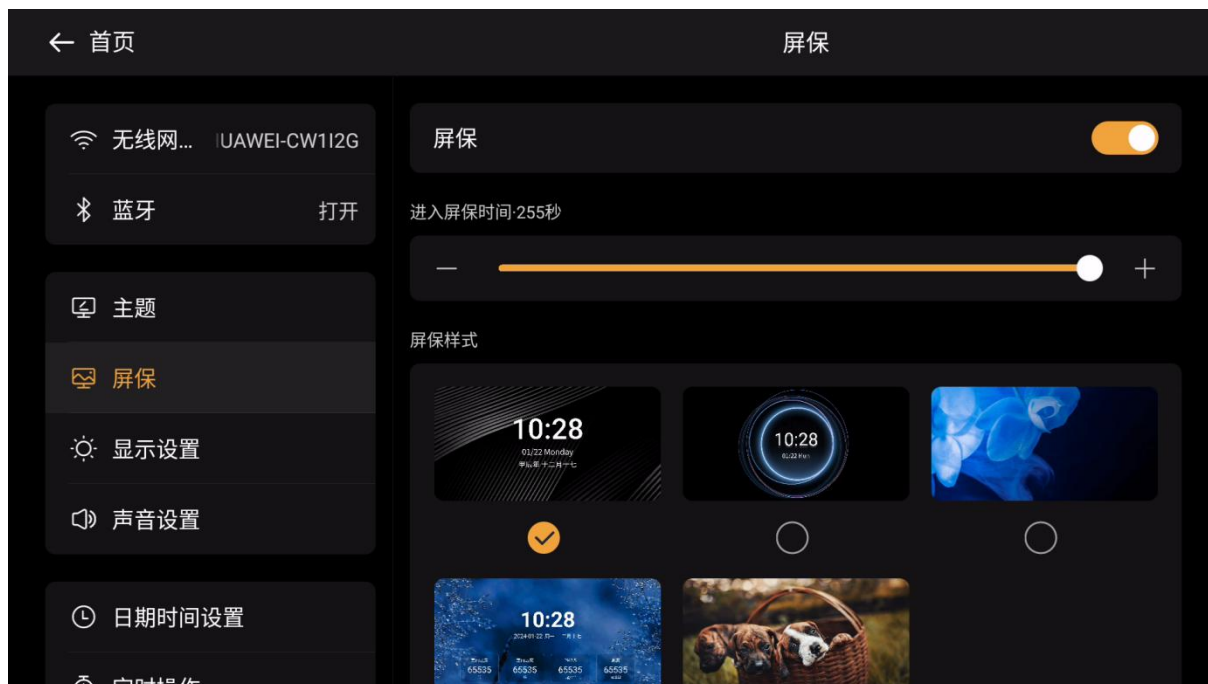 首页
屏保
无线网... UAWEI-CW1I2G
蓝牙 打开
主题
屏保
显示设置
声音设置
日期时间设置
屏保
进入屏保时间·255秒
屏保样式
10:28
01/22 Monday
10:28
01/22 Mon
10:28
65535 65535 65535 65535